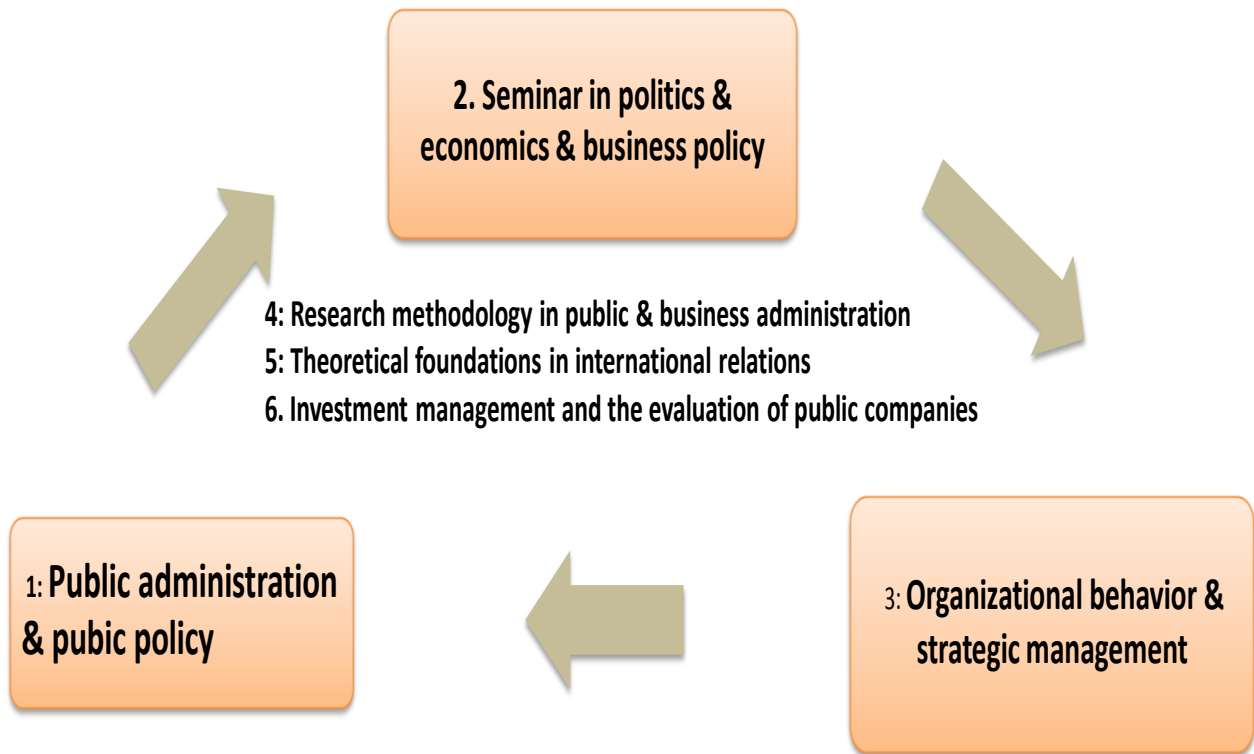 2. Seminar in politics &
economics & business policy
4: Research methodology in public & business administration
5: Theoretical foundations in international relations
6. Investment management and the evaluation of public companies
1: Public administration
& pubic policy
3: Organizational behavior &
strategic management